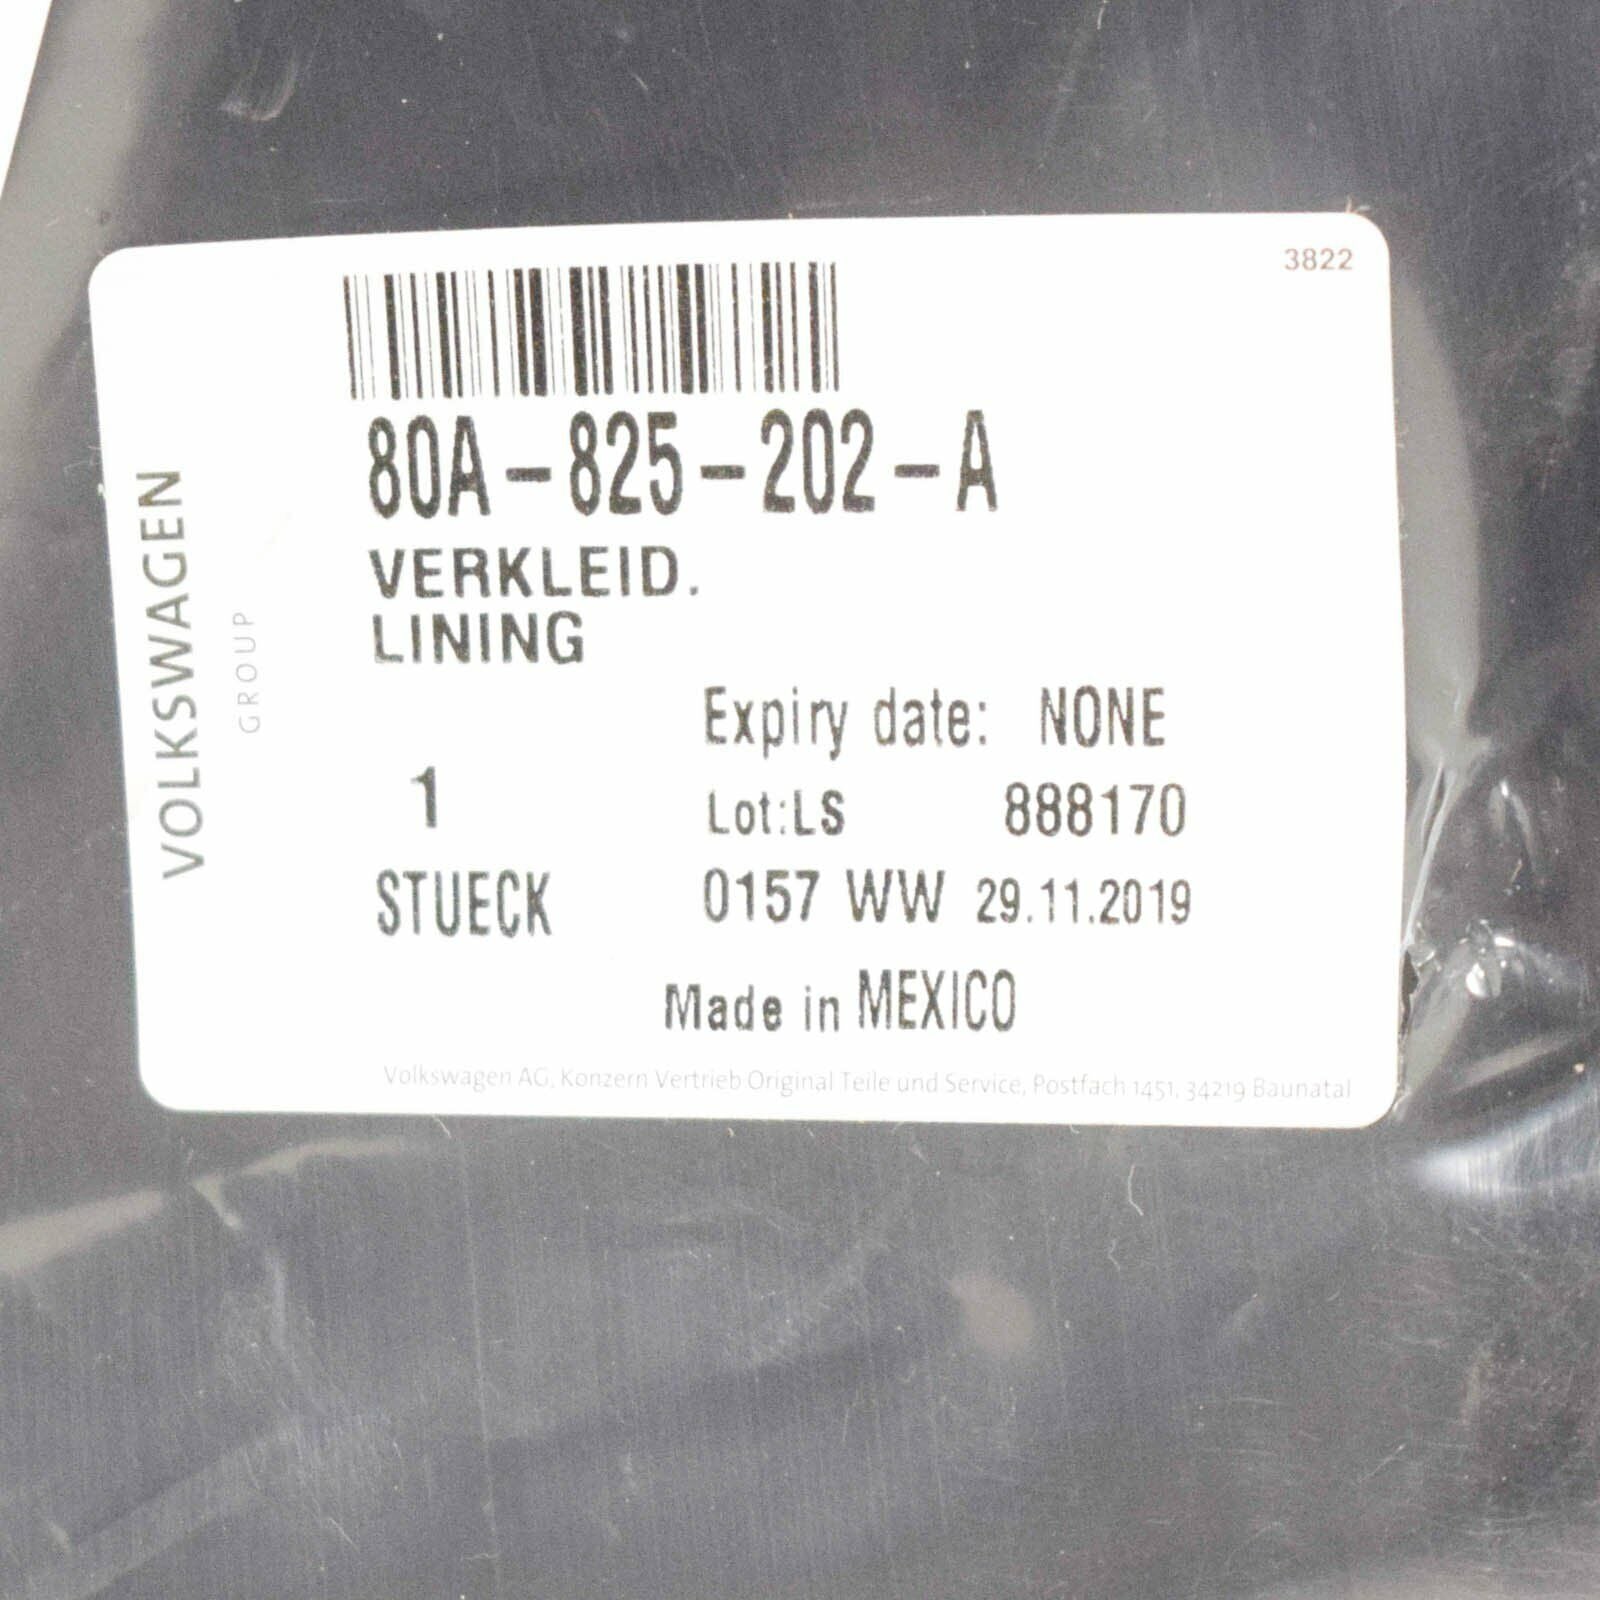 3822
80A-825-202-A
VERKLEID.
LINING
Expiry date: NONE
1 Lot:LS 888170
STUECK 0157 WW 29.11.2019
Made in MEXICO
Volkswagen AG, Konzern Vertrieb Original Teile und Service, Postfach 1451, 34219 Baunatal
VOLKSWAGEN
GROUP